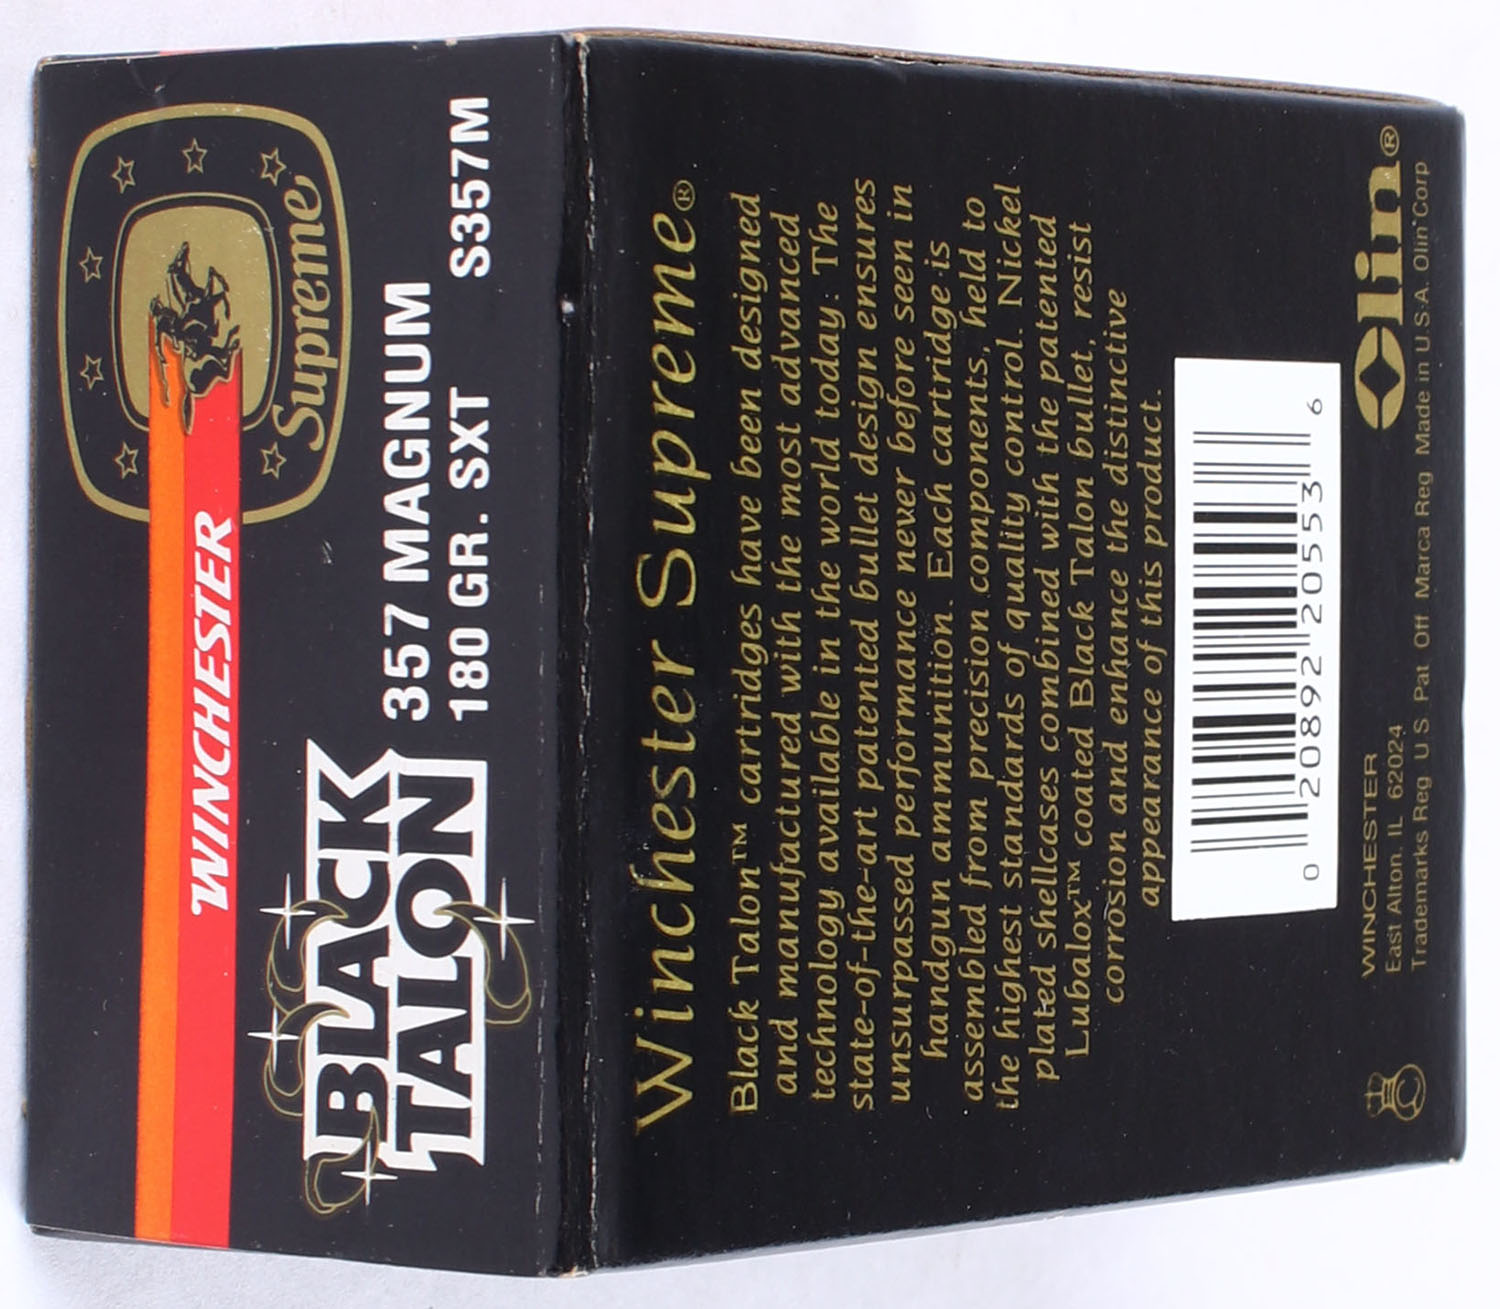 WINCHESTER
Supreme
BLACK
TALON
357 MAGNUM
180 GR. SXT S357M
Winchester Supreme®
Black Talon™ cartridges have been designed
and manufactured with the most advanced
technology available in the world today. The
state-of-the-art patented bullet design ensures
unsurpassed performance never before seen in
handgun ammunition. Each cartridge is
assembled from precision components, held to
the highest standards of quality control. Nickel
plated shellcases combined with the patented
Lubalox™ coated Black Talon bullet, resist
corrosion and enhance the distinctive
appearance of this product.
0 20892 20553 6
WINCHESTER
East Alton, IL 62024
Trademarks Reg U S Pat Off Marca Reg Made in U.S.A. Olin Corp
Olin®